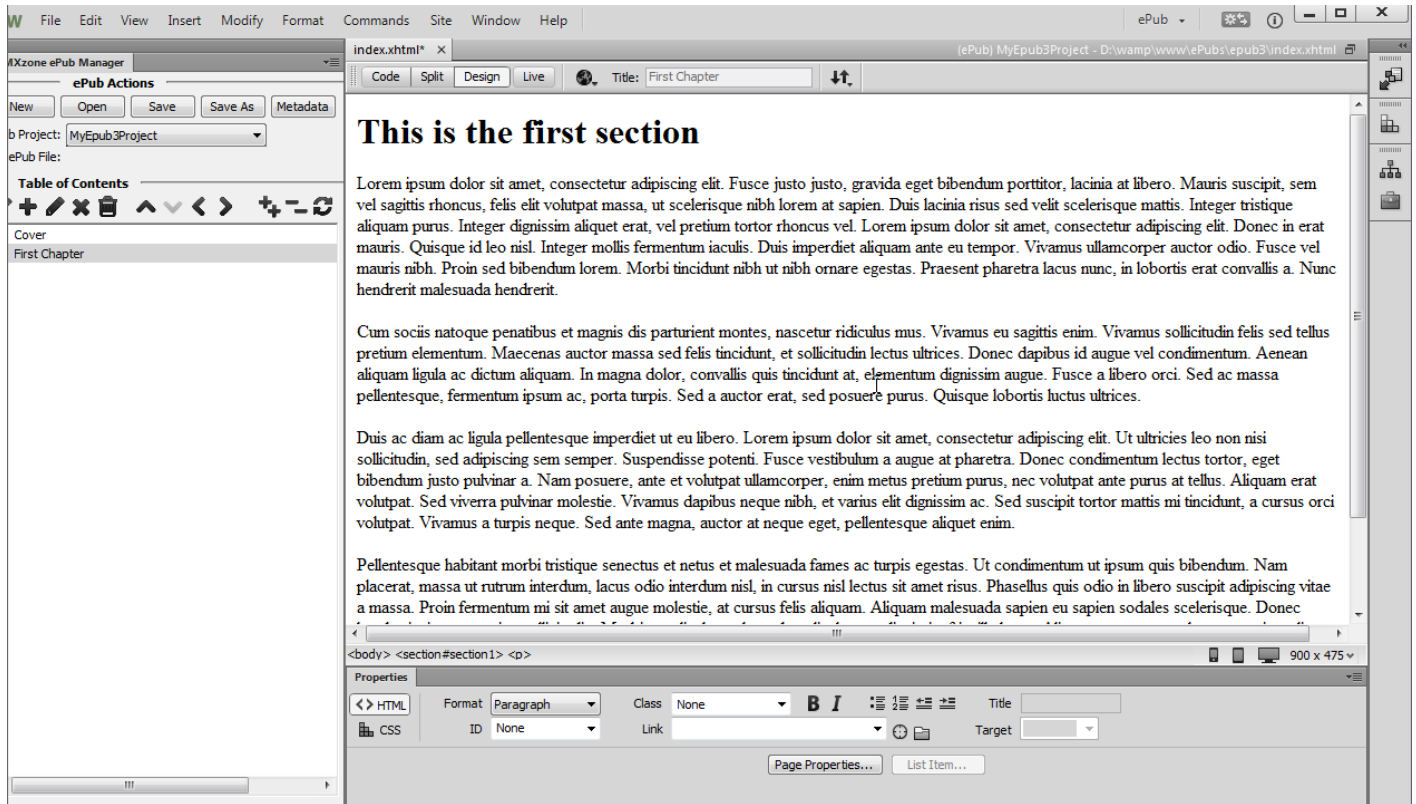 W File Edit View Insert Modify Format Commands Site Window Help ePub
MXzone ePub Manager
ePub Actions
New Open Save Save As Metadata
b Project: MyEpub3Project
ePub File:
Table of Contents
Cover
First Chapter
index.xhtml* × (ePub) MyEpub3Project - D:\wamp\www\ePubs\epub3\index.xhtml
Code Split Design Live Title: First Chapter
This is the first section
Lorem ipsum dolor sit amet, consectetur adipiscing elit. Fusce justo justo, gravida eget bibendum porttitor, lacinia at libero. Mauris suscipit, sem
vel sagittis rhoncus, felis elit volutpat massa, ut scelerisque nibh lorem at sapien. Duis lacinia risus sed velit scelerisque mattis. Integer tristique
aliquam purus. Integer dignissim aliquet erat, vel pretium tortor rhoncus vel. Lorem ipsum dolor sit amet, consectetur adipiscing elit. Donec in erat
mauris. Quisque id leo nisl. Integer mollis fermentum iaculis. Duis imperdiet aliquam ante eu tempor. Vivamus ullamcorper auctor odio. Fusce vel
mauris nibh. Proin sed bibendum lorem. Morbi tincidunt nibh ut nibh ornare egestas. Praesent pharetra lacus nunc, in lobortis erat convallis a. Nunc
hendrerit malesuada hendrerit.
Cum sociis natoque penatibus et magnis dis parturient montes, nascetur ridiculus mus. Vivamus eu sagittis enim. Vivamus sollicitudin felis sed tellus
pretium elementum. Maecenas auctor massa sed felis tincidunt, et sollicitudin lectus ultrices. Donec dapibus id augue vel condimentum. Aenean
aliquam ligula ac dictum aliquam. In magna dolor, convallis quis tincidunt at, elementum dignissim augue. Fusce a libero orci. Sed ac massa
pellentesque, fermentum ipsum ac, porta turpis. Sed a auctor erat, sed posuere purus. Quisque lobortis luctus ultrices.
Duis ac diam ac ligula pellentesque imperdiet ut eu libero. Lorem ipsum dolor sit amet, consectetur adipiscing elit. Ut ultricies leo non nisi
sollicitudin, sed adipiscing sem semper. Suspendisse potenti. Fusce vestibulum a augue at pharetra. Donec condimentum lectus tortor, eget
bibendum justo pulvinar a. Nam posuere, ante et volutpat ullamcorper, enim metus pretium purus, nec volutpat ante purus at tellus. Aliquam erat
volutpat. Sed viverra pulvinar molestie. Vivamus dapibus neque nibh, et varius elit dignissim ac. Sed suscipit tortor mattis mi tincidunt, a cursus orci
volutpat. Vivamus a turpis neque. Sed ante magna, auctor at neque eget, pellentesque aliquet enim.
Pellentesque habitant morbi tristique senectus et netus et malesuada fames ac turpis egestas. Ut condimentum ut ipsum quis bibendum. Nam
placerat, massa ut rutrum interdum, lacus odio interdum nisl, in cursus nisl lectus sit amet risus. Phasellus quis odio in libero suscipit adipiscing vitae
a massa. Proin fermentum mi sit amet augue molestie, at cursus felis aliquam. Aliquam malesuada sapien eu sapien sodales scelerisque. Donec
<body> <section#section1> <p> 900 x 475
Properties
<> HTML Format Paragraph Class None B I Title
CSS ID None Link Target
Page Properties... List Item...